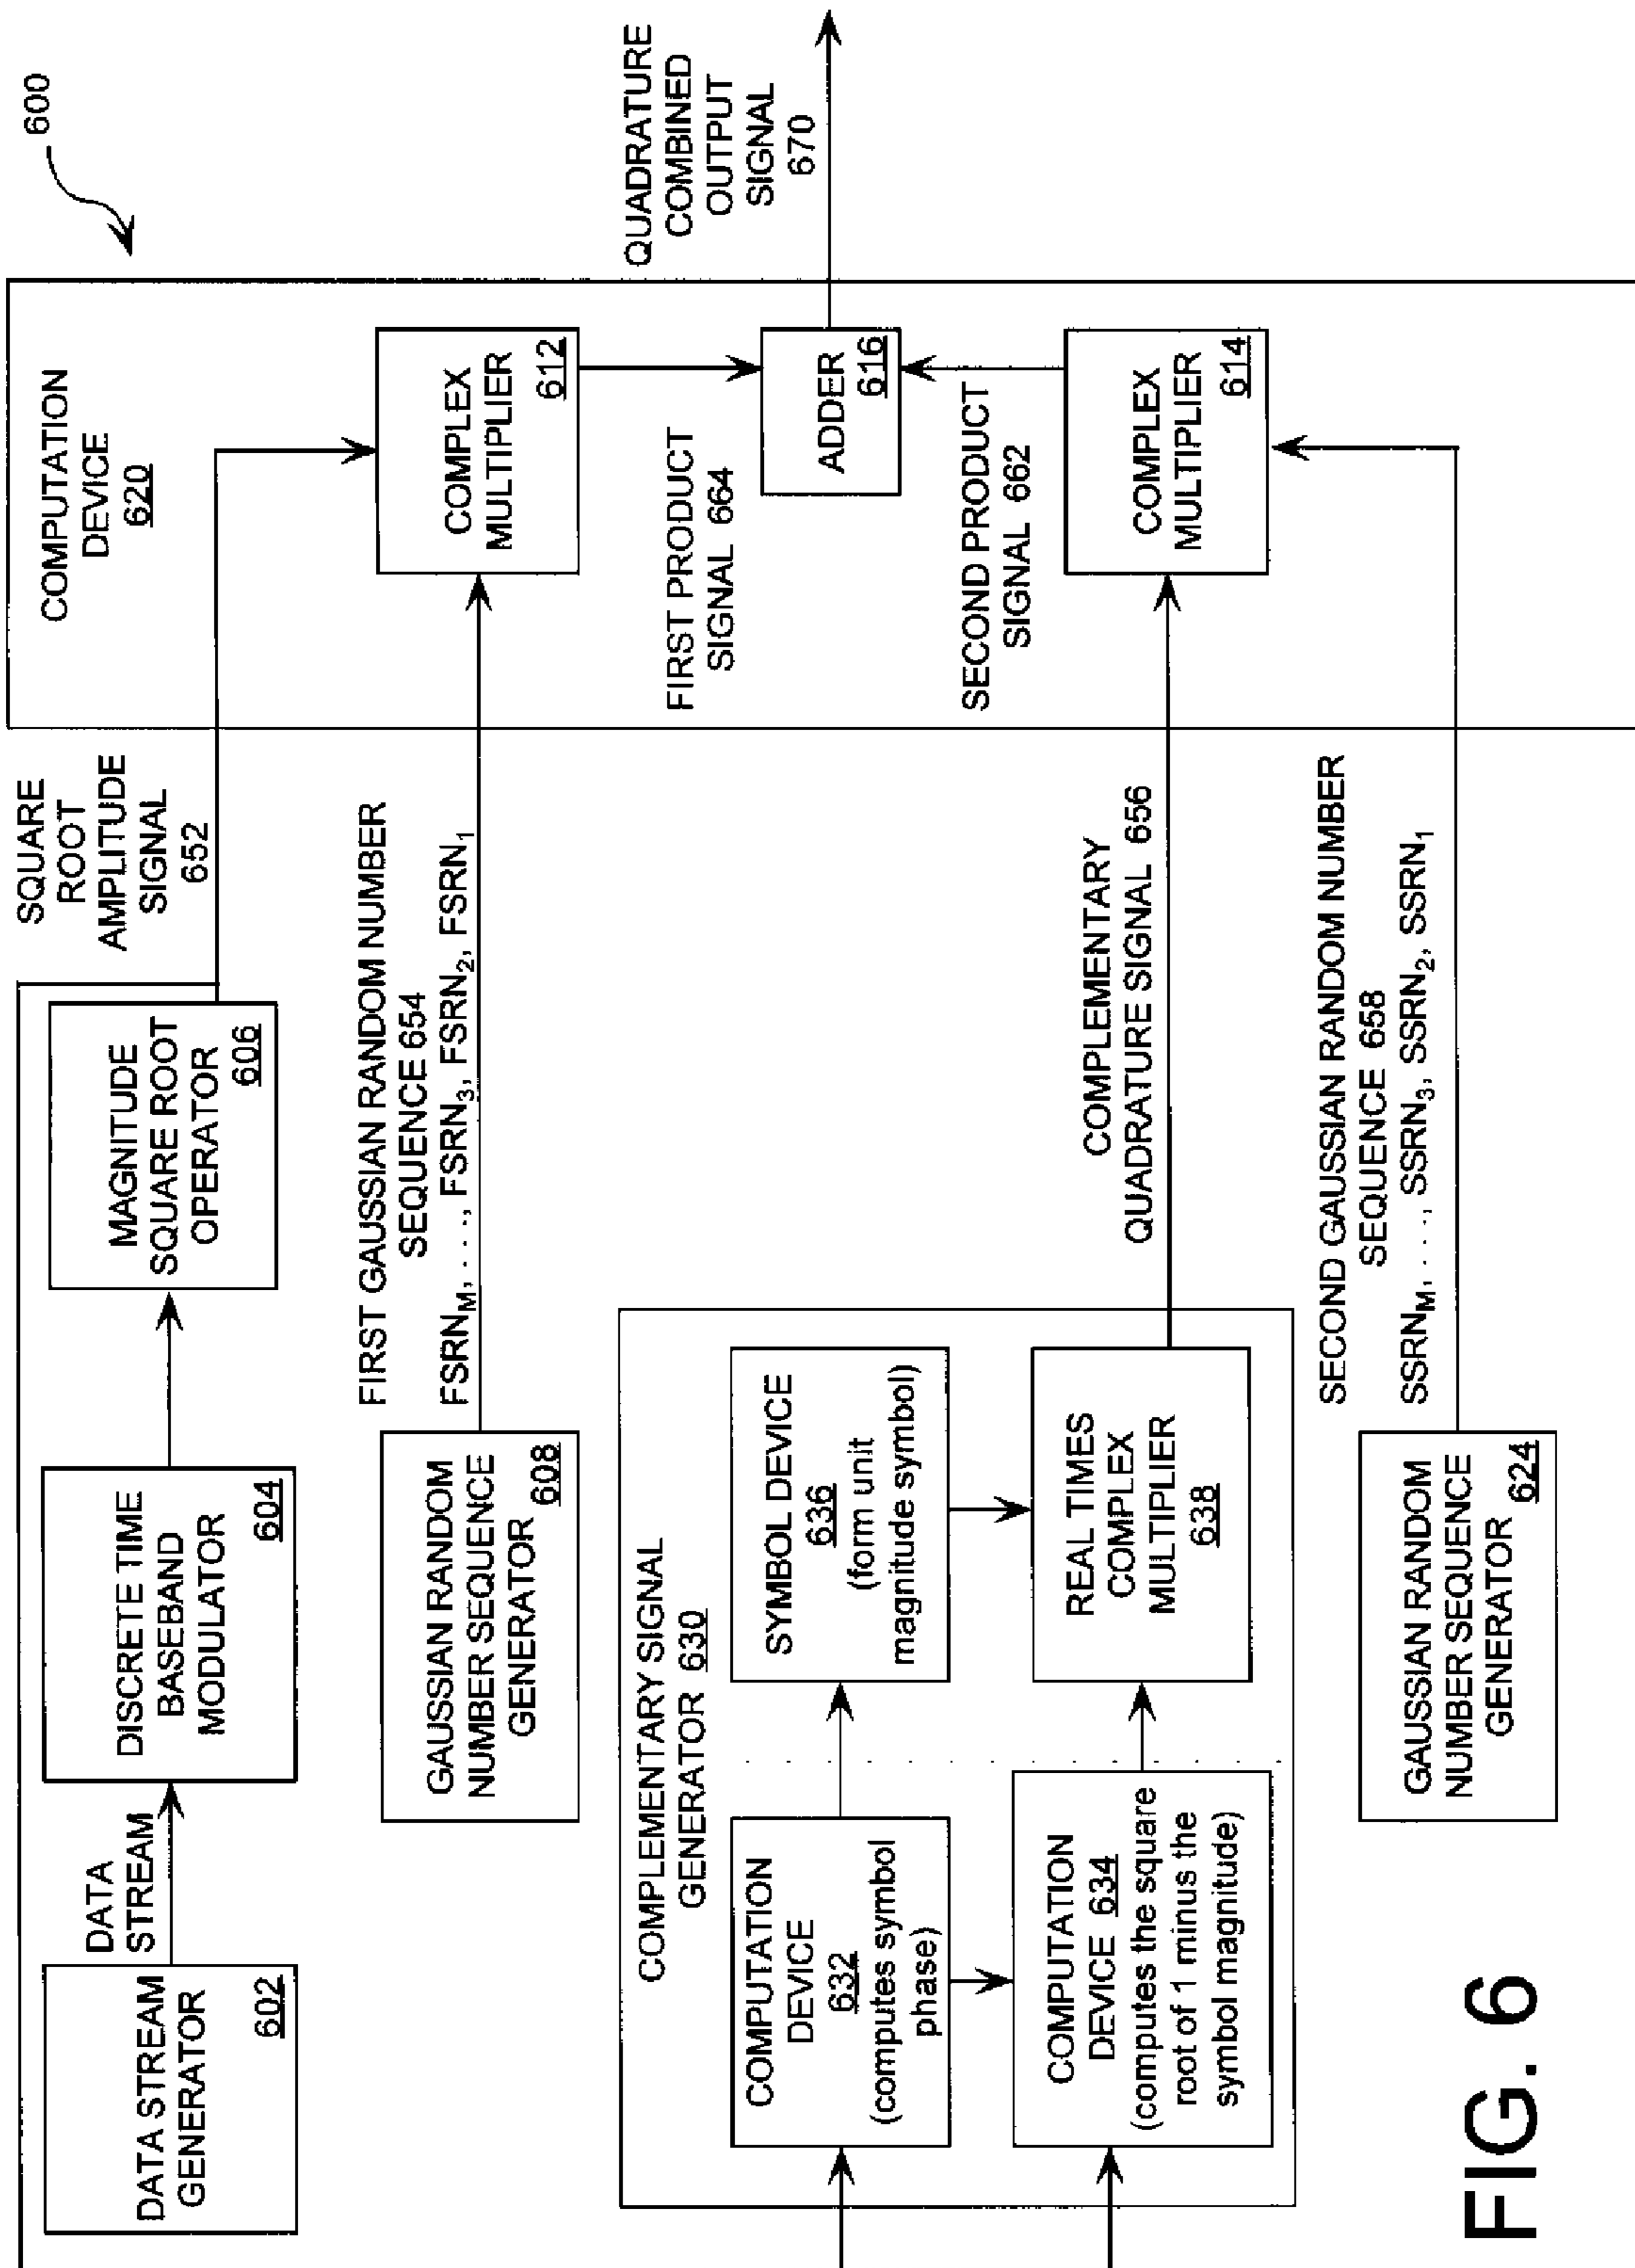 600
COMPUTATION
DEVICE
620
SQUARE
ROOT
AMPLITUDE
SIGNAL
652
DATA STREAM
GENERATOR
602
DATA
STREAM
DISCRETE TIME
BASEBAND
MODULATOR
604
MAGNITUDE
SQUARE ROOT
OPERATOR
606
COMPLEX
MULTIPLIER
612
FIRST GAUSSIAN RANDOM NUMBER
SEQUENCE 654
FSRN_M, . . ., FSRN_3, FSRN_2, FSRN_1
GAUSSIAN RANDOM
NUMBER SEQUENCE
GENERATOR
608
FIRST PRODUCT
SIGNAL 664
ADDER
616
QUADRATURE
COMBINED
OUTPUT
SIGNAL
670
SECOND PRODUCT
SIGNAL 662
COMPLEX
MULTIPLIER
614
COMPLEMENTARY SIGNAL
GENERATOR 630
COMPUTATION
DEVICE
632
(computes symbol
phase)
SYMBOL DEVICE
636
(form unit
magnitude symbol)
COMPUTATION
DEVICE 634
(computes the square
root of 1 minus the
symbol magnitude)
REAL TIMES
COMPLEX
MULTIPLIER
638
COMPLEMENTARY
QUADRATURE SIGNAL 656
SECOND GAUSSIAN RANDOM NUMBER
SEQUENCE 658
SSRN_M, . . ., SSRN_3, SSRN_2, SSRN_1
GAUSSIAN RANDOM
NUMBER SEQUENCE
GENERATOR
624
FIG. 6